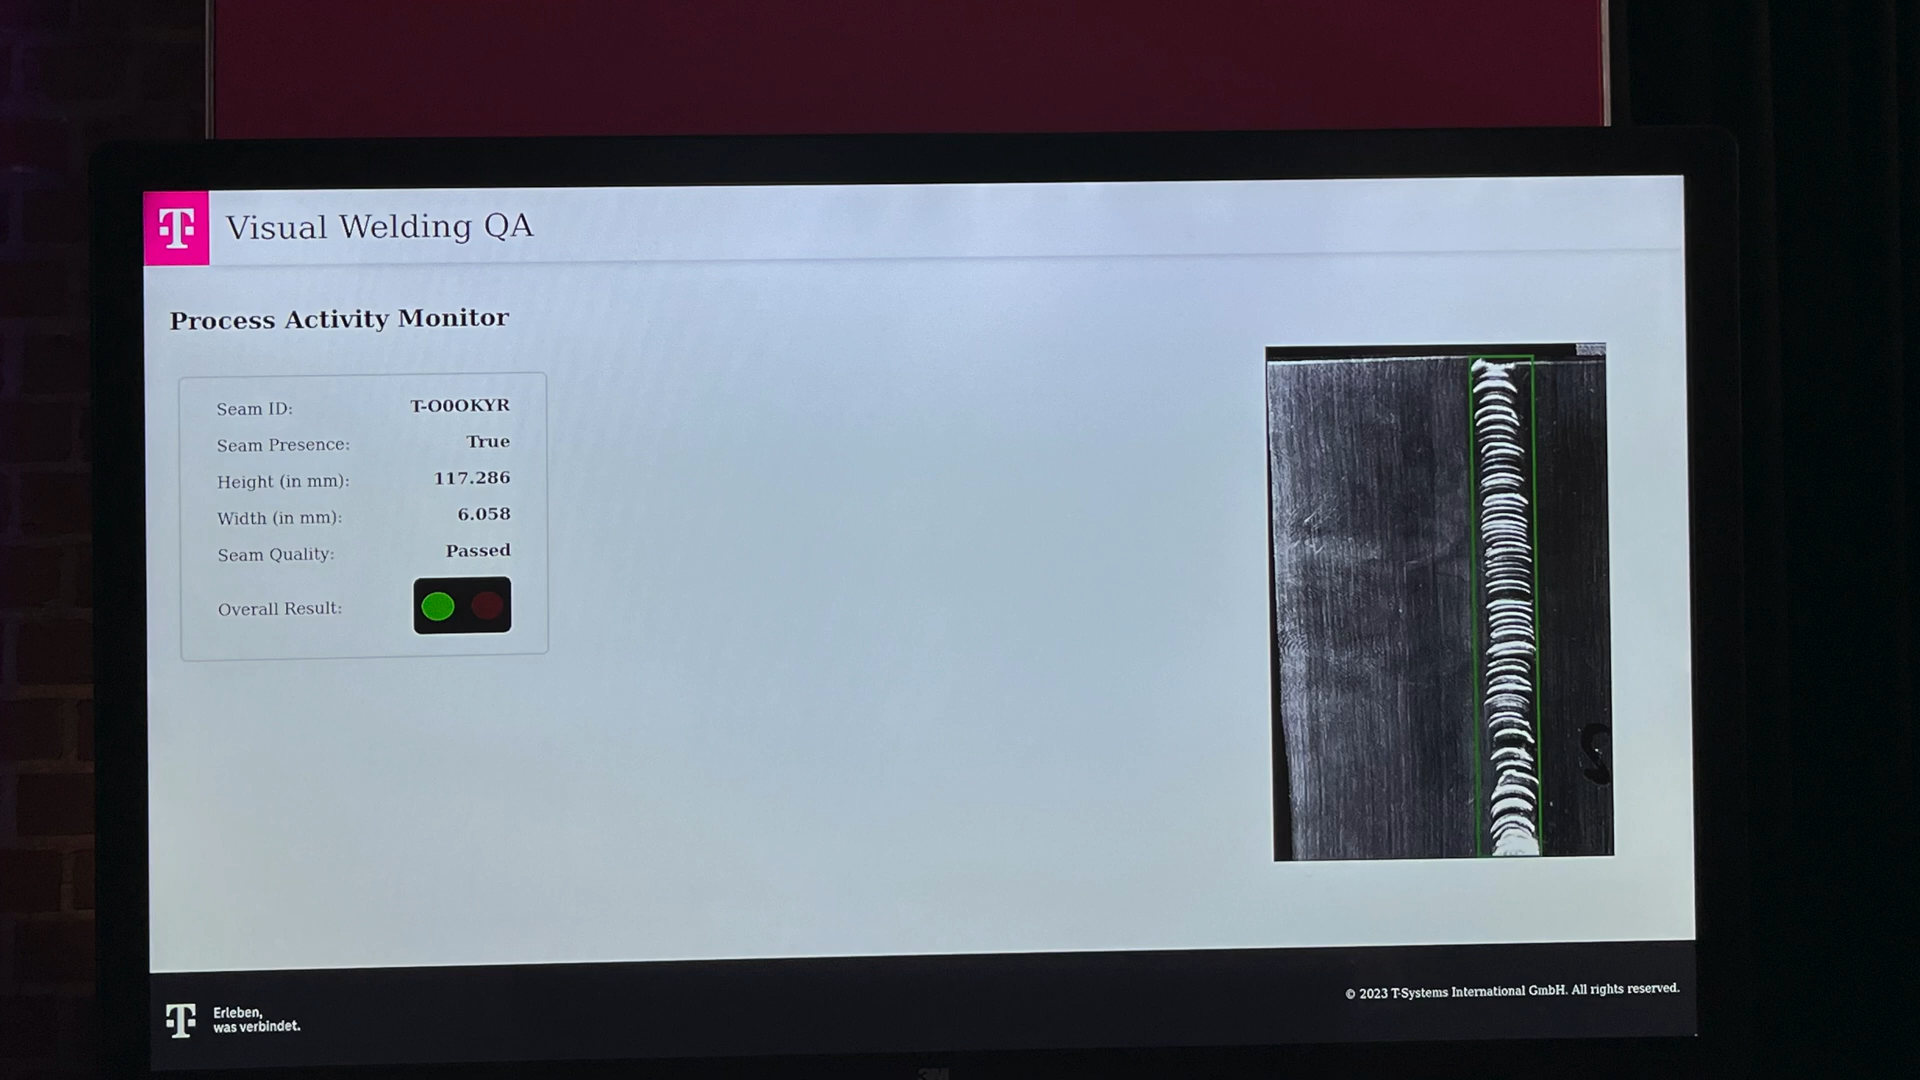 T Visual Welding QA
Process Activity Monitor
Seam ID: T-O0OKYR
Seam Presence: True
Height (in mm): 117.286
Width (in mm): 6.058
Seam Quality: Passed
Overall Result:
T Erleben,
was verbindet.
© 2023 T-Systems International GmbH. All rights reserved.
3M